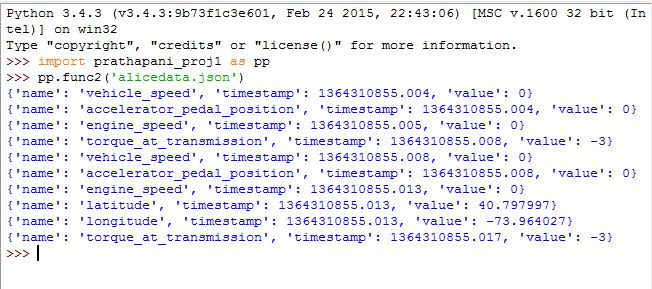 Python 3.4.3 (v3.4.3:9b73f1c3e601, Feb 24 2015, 22:43:06) [MSC v.1600 32 bit (In
tel)] on win32
Type "copyright", "credits" or "license()" for more information.
>>> import prathapani_proj1 as pp
>>> pp.func2('alicedata.json')
{'name': 'vehicle_speed', 'timestamp': 1364310855.004, 'value': 0}
{'name': 'accelerator_pedal_position', 'timestamp': 1364310855.004, 'value': 0}
{'name': 'engine_speed', 'timestamp': 1364310855.005, 'value': 0}
{'name': 'torque_at_transmission', 'timestamp': 1364310855.008, 'value': -3}
{'name': 'vehicle_speed', 'timestamp': 1364310855.008, 'value': 0}
{'name': 'accelerator_pedal_position', 'timestamp': 1364310855.008, 'value': 0}
{'name': 'engine_speed', 'timestamp': 1364310855.013, 'value': 0}
{'name': 'latitude', 'timestamp': 1364310855.013, 'value': 40.797997}
{'name': 'longitude', 'timestamp': 1364310855.013, 'value': -73.964027}
{'name': 'torque_at_transmission', 'timestamp': 1364310855.017, 'value': -3}
>>>